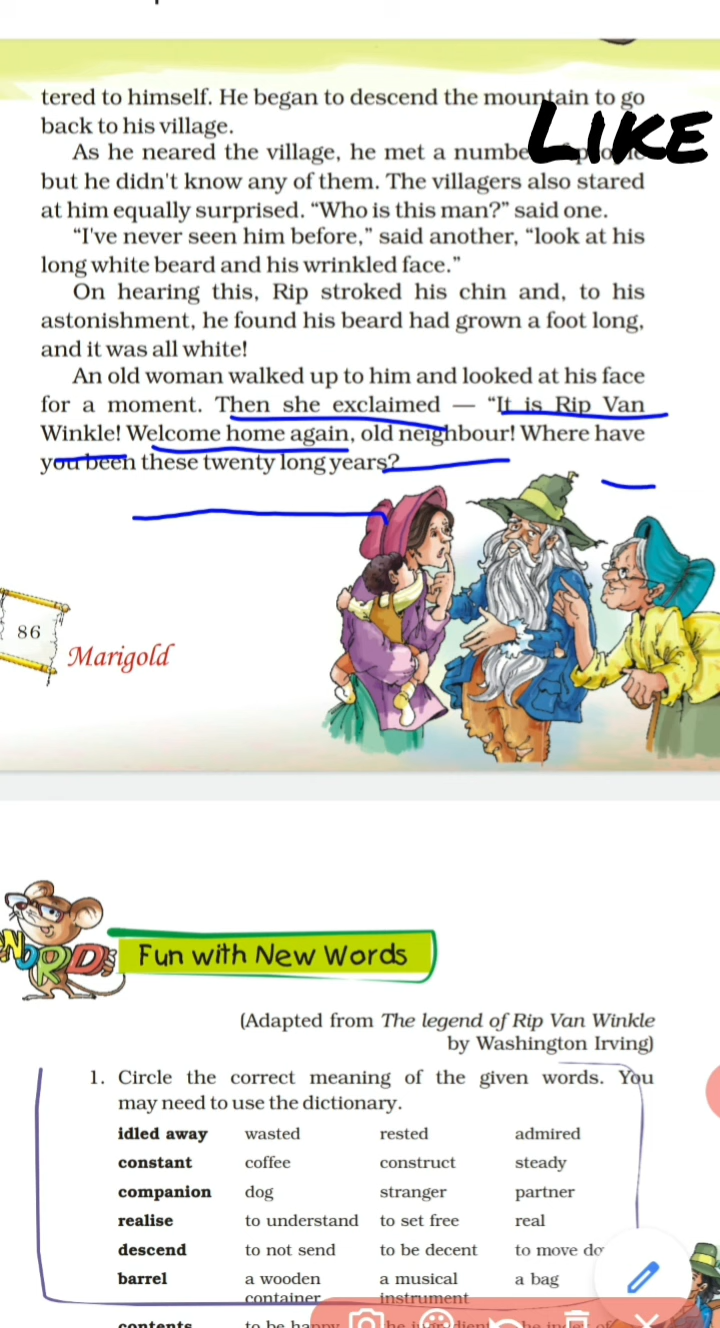 tered to himself. He began to descend the mountain to go
back to his village.
LIKE
As he neared the village, he met a number
but he didn't know any of them. The villagers also stared
at him equally surprised. “Who is this man?” said one.
“I've never seen him before,” said another, “look at his
long white beard and his wrinkled face.”
On hearing this, Rip stroked his chin and, to his
astonishment, he found his beard had grown a foot long,
and it was all white!
An old woman walked up to him and looked at his face
for a moment. Then she exclaimed — “It is Rip Van
Winkle! Welcome home again, old neighbour! Where have
you been these twenty long years?
86
Marigold
WORDS
Fun with New Words
(Adapted from The legend of Rip Van Winkle
by Washington Irving)
1. Circle the correct meaning of the given words. You
may need to use the dictionary.
idled away wasted rested admired
constant coffee construct steady
companion dog stranger partner
realise to understand to set free real
descend to not send to be decent to move
barrel a wooden container a musical instrument a bag
contents to be happy